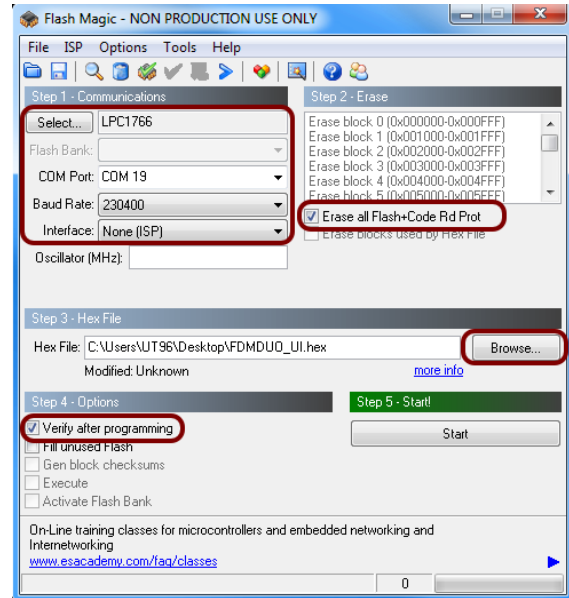 Flash Magic - NON PRODUCTION USE ONLY
File ISP Options Tools Help
Step 1 - Communications
Select... LPC1766
Flash Bank:
COM Port: COM 19
Baud Rate: 230400
Interface: None (ISP)
Oscillator (MHz):
Step 2 - Erase
Erase block 0 (0x000000-0x000FFF)
Erase block 1 (0x001000-0x001FFF)
Erase block 2 (0x002000-0x002FFF)
Erase block 3 (0x003000-0x003FFF)
Erase block 4 (0x004000-0x004FFF)
Erase block 5 (0x005000-0x005FFF)
Erase all Flash+Code Rd Prot
Erase blocks used by Hex File
Step 3 - Hex File
Hex File: C:\Users\UT96\Desktop\FDMDUO_UI.hex Browse...
Modified: Unknown more info
Step 4 - Options
Verify after programming
Fill unused Flash
Gen block checksums
Execute
Activate Flash Bank
Step 5 - Start!
Start
On-Line training classes for microcontrollers and embedded networking and
Internetworking
www.esacademy.com/faq/classes
0